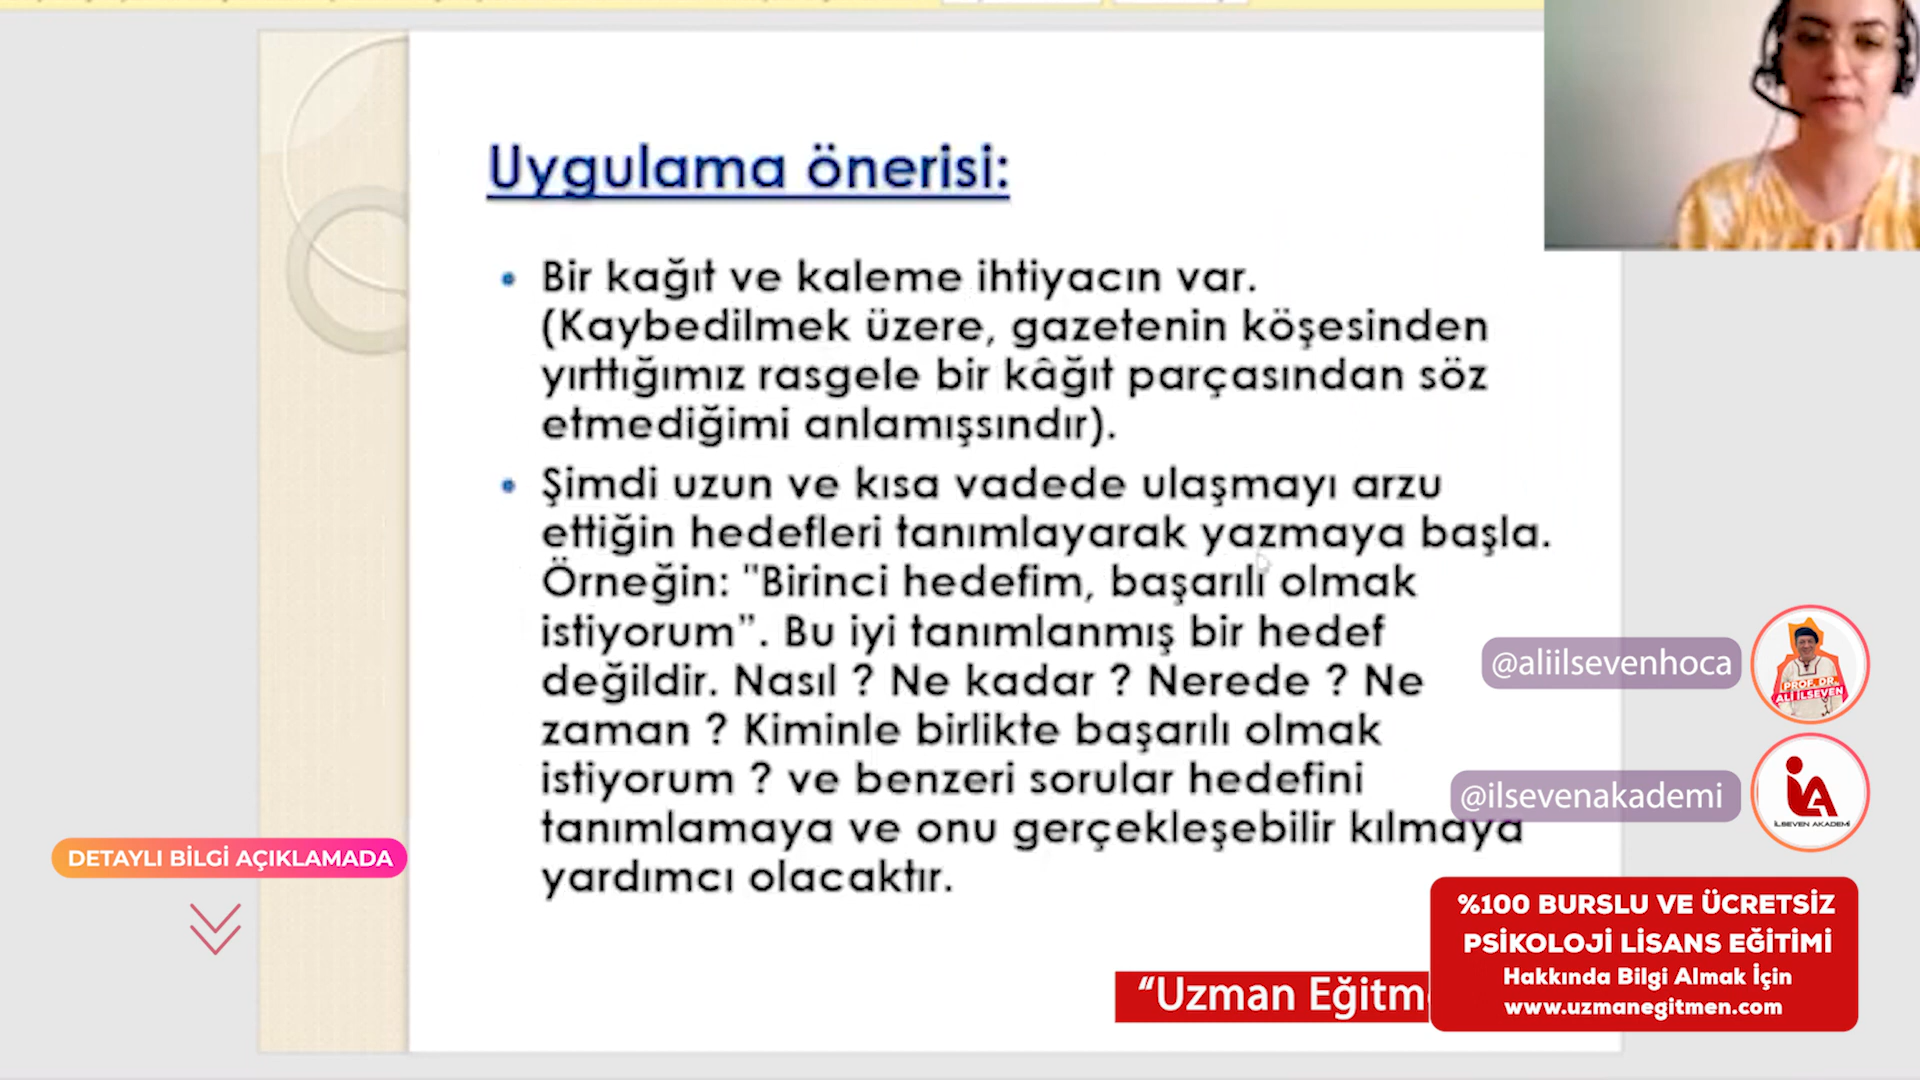 Uygulama önerisi:
• Bir kağıt ve kaleme ihtiyacın var.
(Kaybedilmek üzere, gazetenin köşesinden
yırttığımız rasgele bir kâğıt parçasından söz
etmediğimi anlamışsındır).
• Şimdi uzun ve kısa vadede ulaşmayı arzu
ettiğin hedefleri tanımlayarak yazmaya başla.
Örneğin: "Birinci hedefim, başarılı olmak
istiyorum". Bu iyi tanımlanmış bir hedef
değildir. Nasıl ? Ne kadar ? Nerede ? Ne
zaman ? Kiminle birlikte başarılı olmak
istiyorum ? ve benzeri sorular hedefini
tanımlamaya ve onu gerçekleşebilir kılmaya
yardımcı olacaktır.
@aliilsevenhoca
PROF. DR.
ALİ İLSEVEN
@ilsevenakademi
İLSEVEN AKADEMİ
DETAYLI BİLGİ AÇIKLAMADA
“Uzman Eğitm
%100 BURSLU VE ÜCRETSİZ
PSİKOLOJİ LİSANS EĞİTİMİ
Hakkında Bilgi Almak İçin
www.uzmanegitmen.com